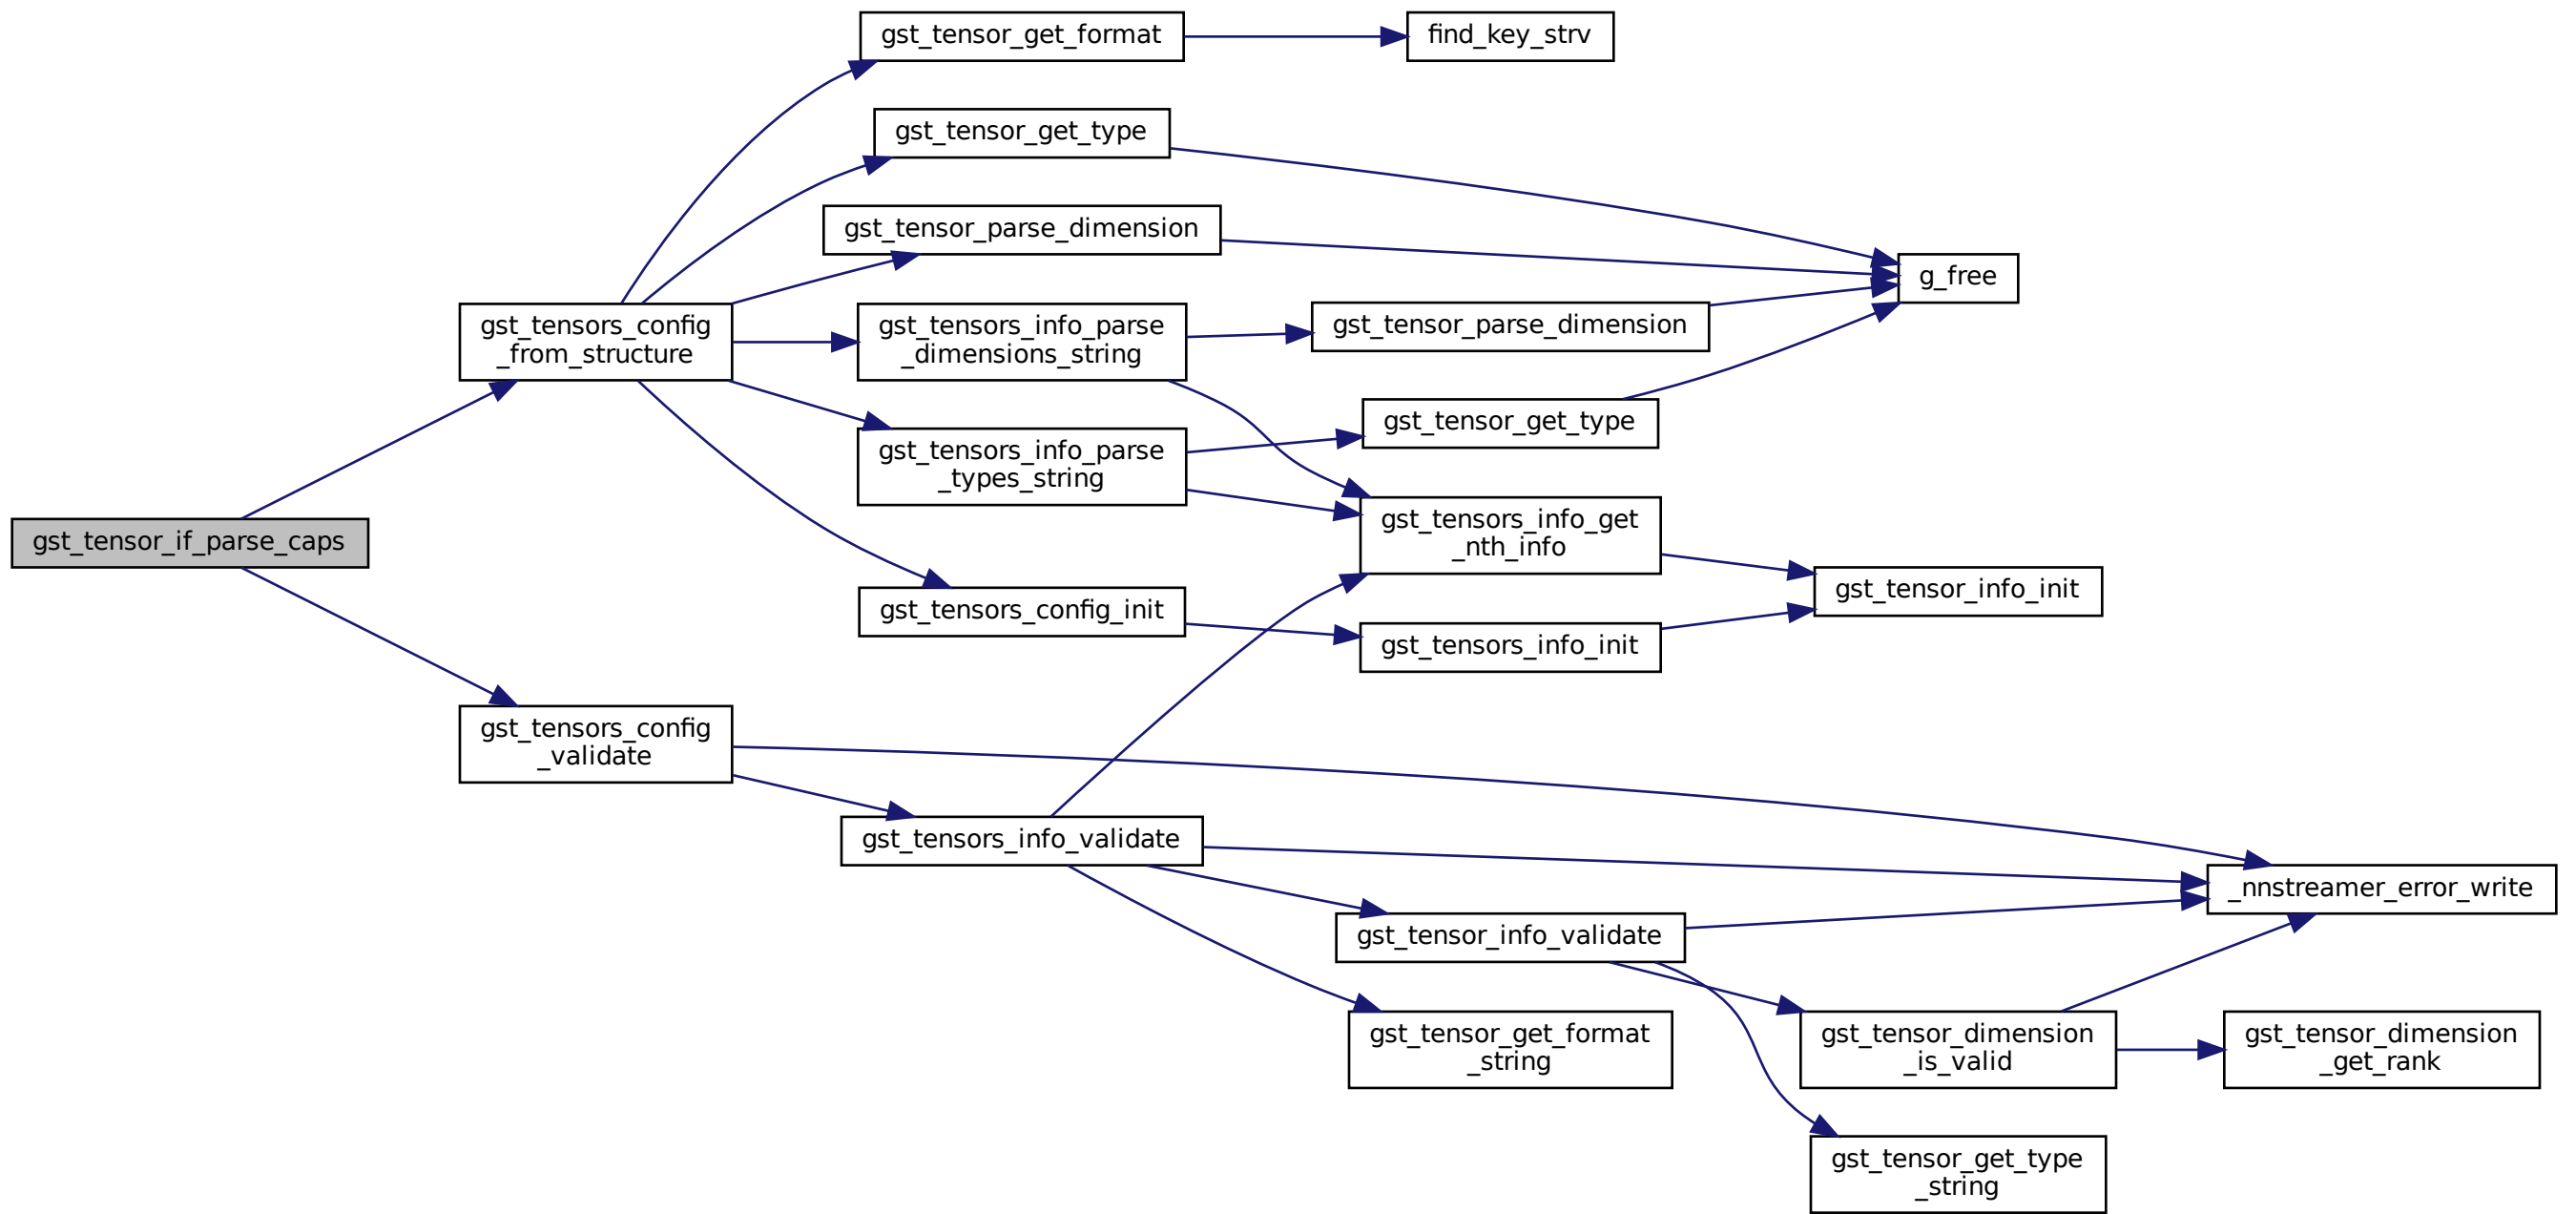 gst_tensor_get_format
find_key_strv
gst_tensor_get_type
gst_tensor_parse_dimension
g_free
gst_tensors_config
_from_structure
gst_tensors_info_parse
_dimensions_string
gst_tensor_parse_dimension
gst_tensor_get_type
gst_tensors_info_parse
_types_string
gst_tensors_info_get
_nth_info
gst_tensor_if_parse_caps
gst_tensor_info_init
gst_tensors_config_init
gst_tensors_info_init
gst_tensors_config
_validate
gst_tensors_info_validate
_nnstreamer_error_write
gst_tensor_info_validate
gst_tensor_get_format
_string
gst_tensor_dimension
_is_valid
gst_tensor_dimension
_get_rank
gst_tensor_get_type
_string